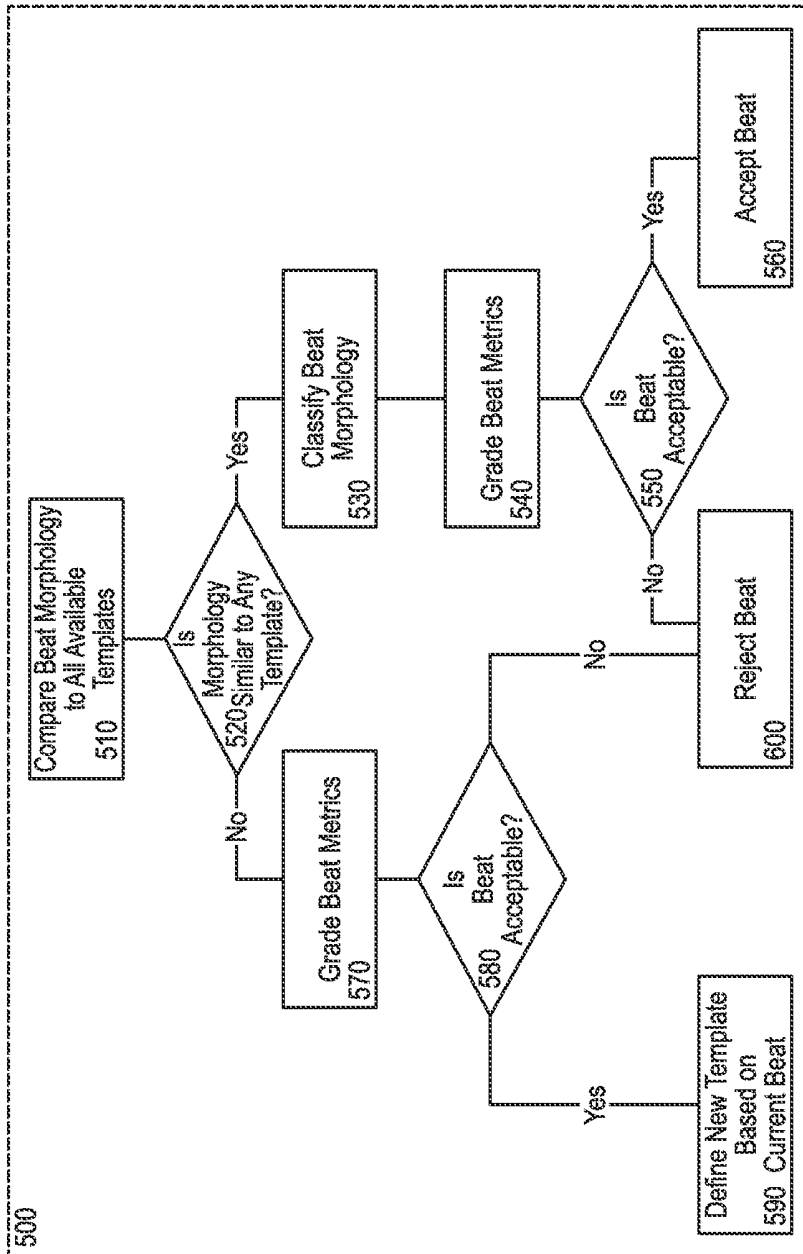 500
Compare Beat Morphology
to All Available
510 Templates
Is
Morphology
520 Similar to Any
Template?
No
Yes
Grade Beat Metrics
570
Classify Beat
Morphology
530
Is
Beat
Acceptable?
580
Grade Beat Metrics
540
Yes
No
Is
Beat
550 Acceptable?
No
Yes
Define New Template
Based on
590 Current Beat
Reject Beat
600
Accept Beat
560